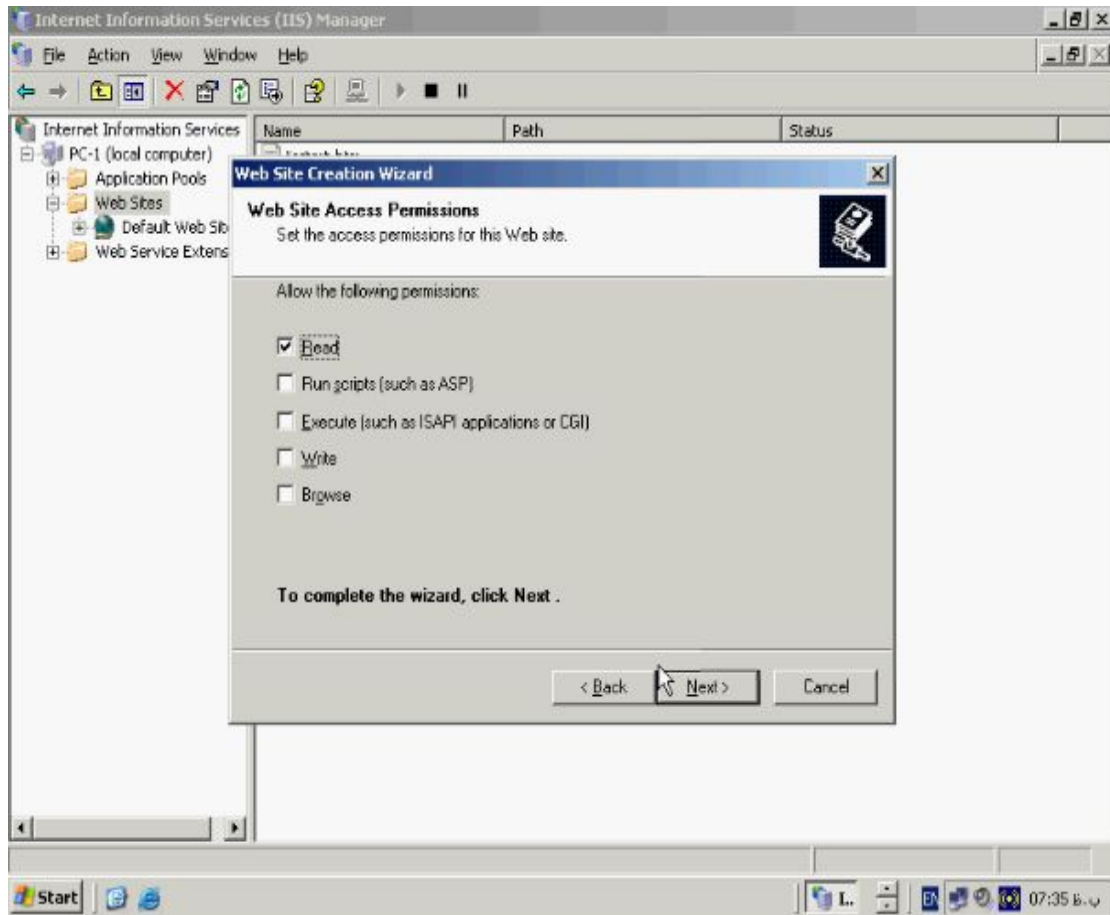 Internet Information Services (IIS) Manager
File Action View Window Help
Internet Information Services
Name Path Status
PC-1 (local computer)
Application Pools
Web Sites
Default Web Sit
Web Service Extens
Web Site Creation Wizard
Web Site Access Permissions
Set the access permissions for this Web site.
Allow the following permissions:
Read
Run scripts (such as ASP)
Execute (such as ISAPI applications or CGI)
Write
Browse
To complete the wizard, click Next .
< Back Next > Cancel
Start I.. EN 07:35 ب.ظ